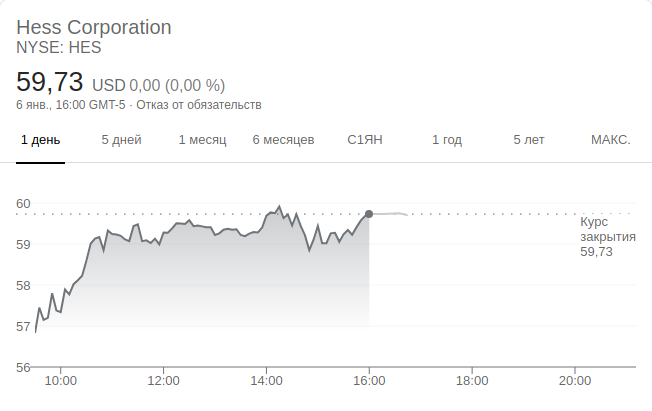 Hess Corporation
NYSE: HES
59,73 USD 0,00 (0,00 %)
6 янв., 16:00 GMT-5 · Отказ от обязательств
1 день 5 дней 1 месяц 6 месяцев С1ЯН 1 год 5 лет МАКС.
60
Курс
закрытия
59,73
59
58
57
56
10:00 12:00 14:00 16:00 18:00 20:00